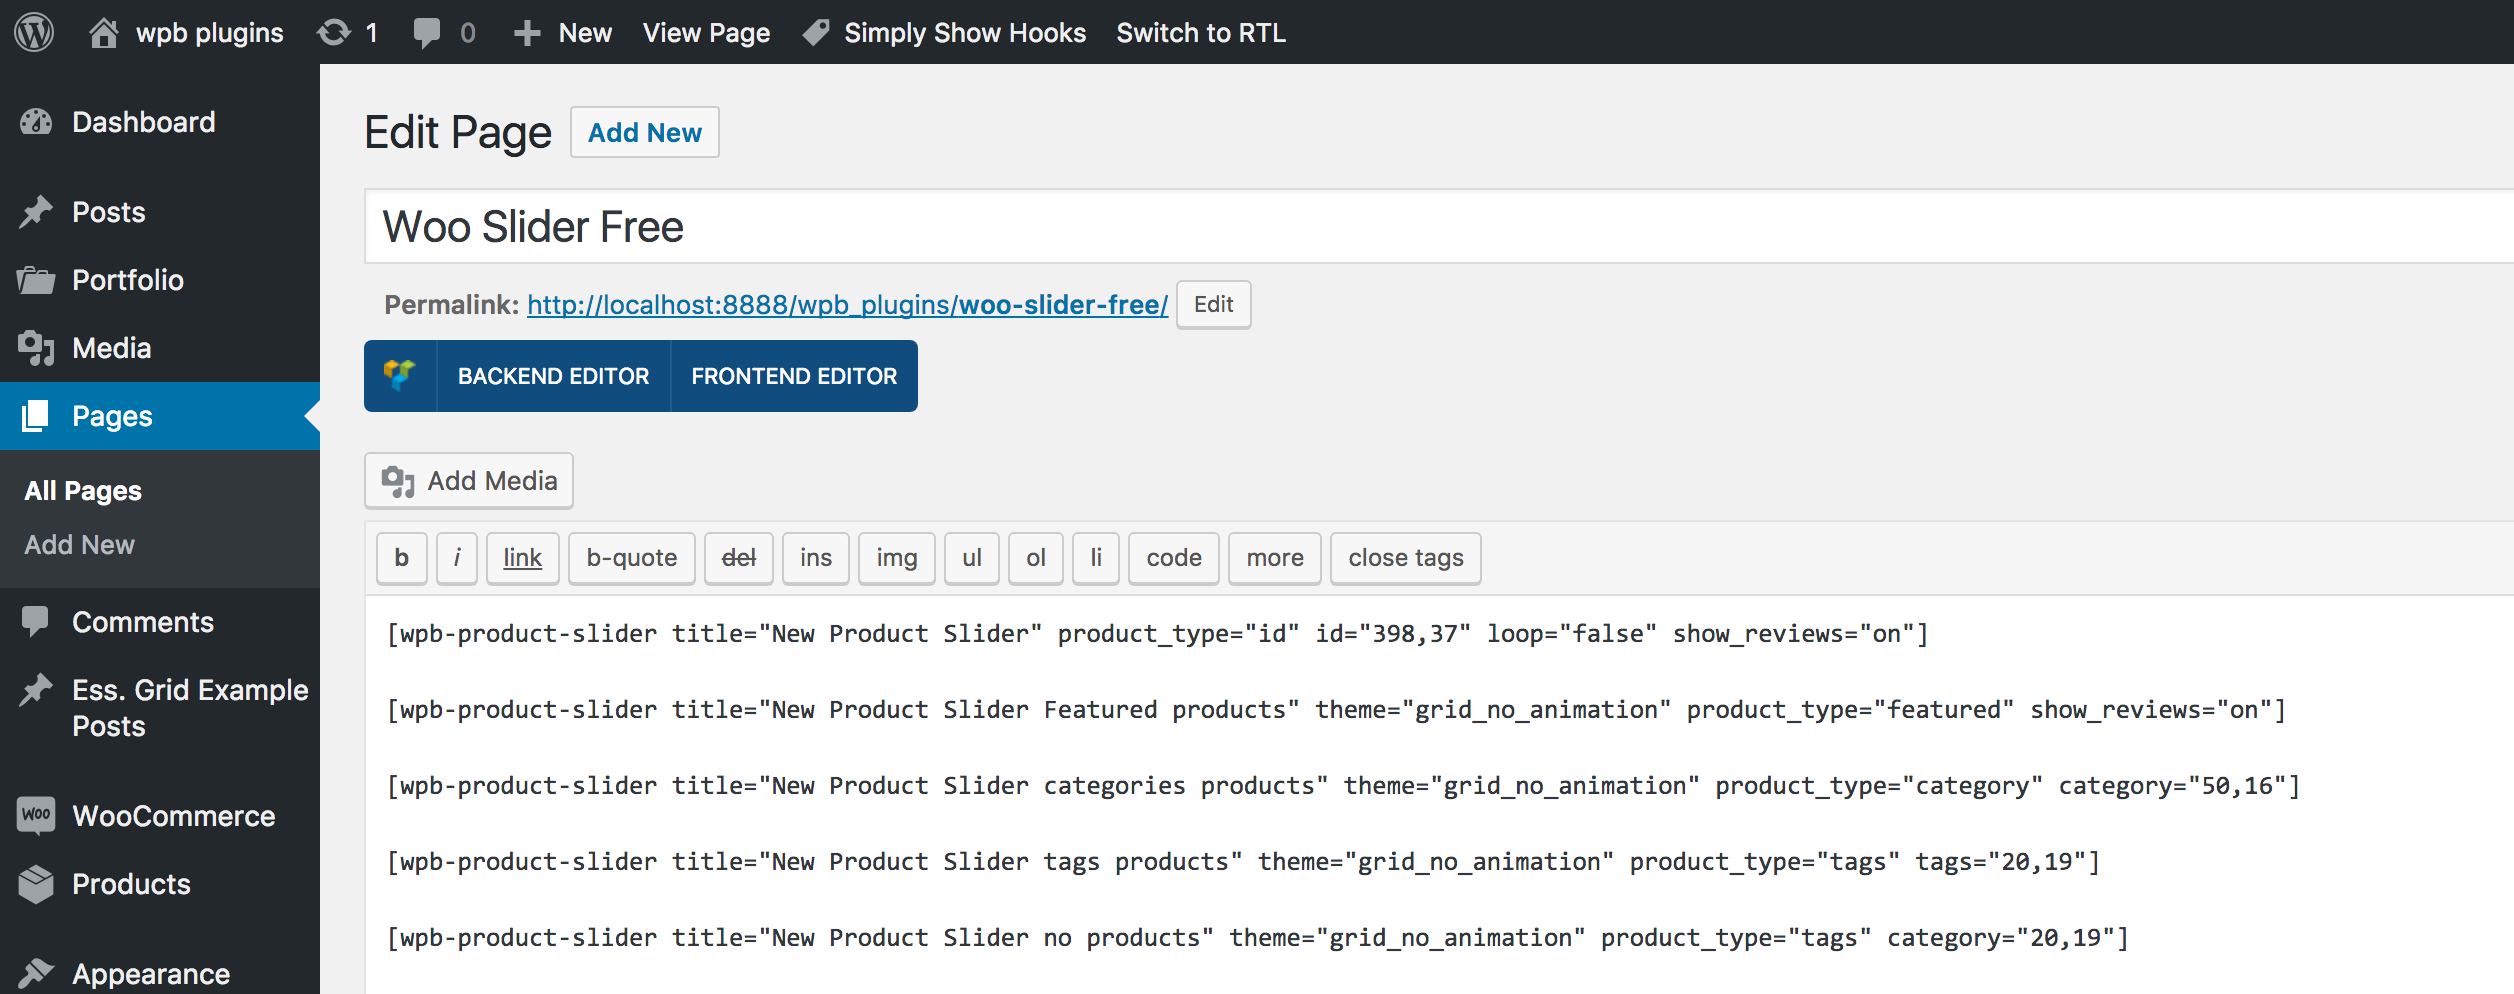 wpb plugins 1 0 New View Page Simply Show Hooks Switch to RTL
Dashboard
Posts
Portfolio
Media
Pages
All Pages
Add New
Comments
Ess. Grid Example
Posts
Woo WooCommerce
Products
Appearance
Edit Page Add New
Woo Slider Free
Permalink: http://localhost:8888/wpb_plugins/woo-slider-free/ Edit
BACKEND EDITOR FRONTEND EDITOR
Add Media
b i link b-quote del ins img ul ol li code more close tags
[wpb-product-slider title="New Product Slider" product_type="id" id="398,37" loop="false" show_reviews="on"]
[wpb-product-slider title="New Product Slider Featured products" theme="grid_no_animation" product_type="featured" show_reviews="on"]
[wpb-product-slider title="New Product Slider categories products" theme="grid_no_animation" product_type="category" category="50,16"]
[wpb-product-slider title="New Product Slider tags products" theme="grid_no_animation" product_type="tags" tags="20,19"]
[wpb-product-slider title="New Product Slider no products" theme="grid_no_animation" product_type="tags" category="20,19"]